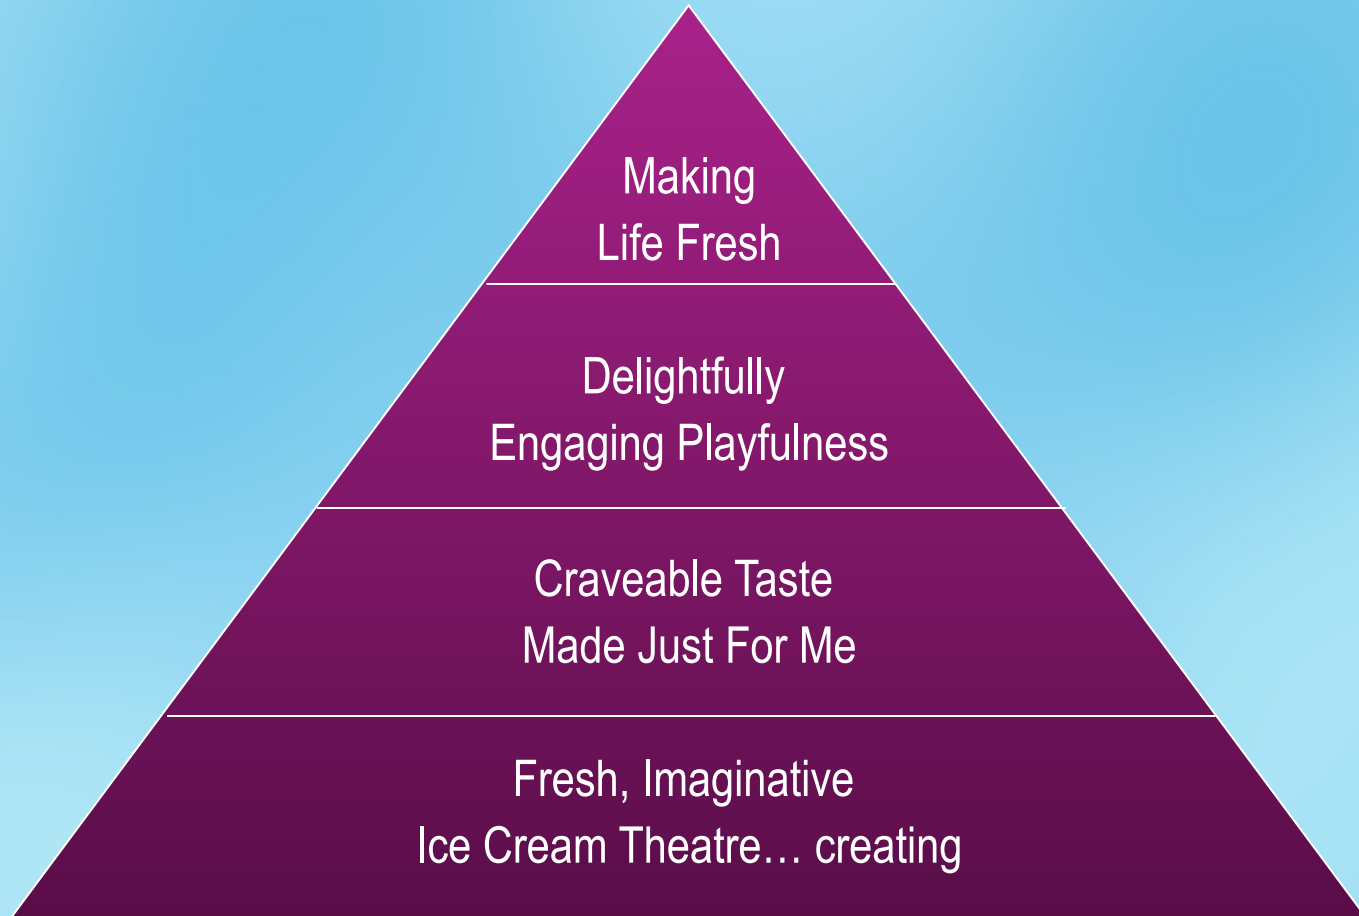 Making
Life Fresh
Delightfully
Engaging Playfulness
Craveable Taste
Made Just For Me
Fresh, Imaginative
Ice Cream Theatre… creating